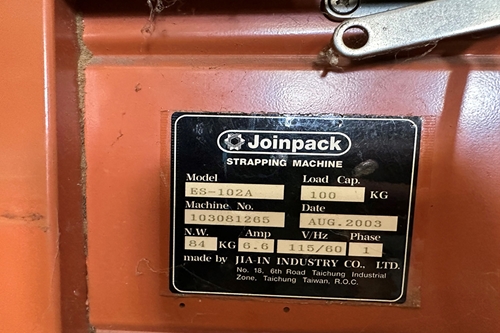 Joinpack
STRAPPING MACHINE
Model Load Cap.
ES-102A 100 KG
Machine No. Date
103081265 AUG.2003
N.W. Amp V/Hz Phase
84 KG 6.6 115/60 1
made by JIA-IN INDUSTRY CO., LTD.
No. 18, 6th Road Taichung Industrial
Zone, Taichung Taiwan, R.O.C.